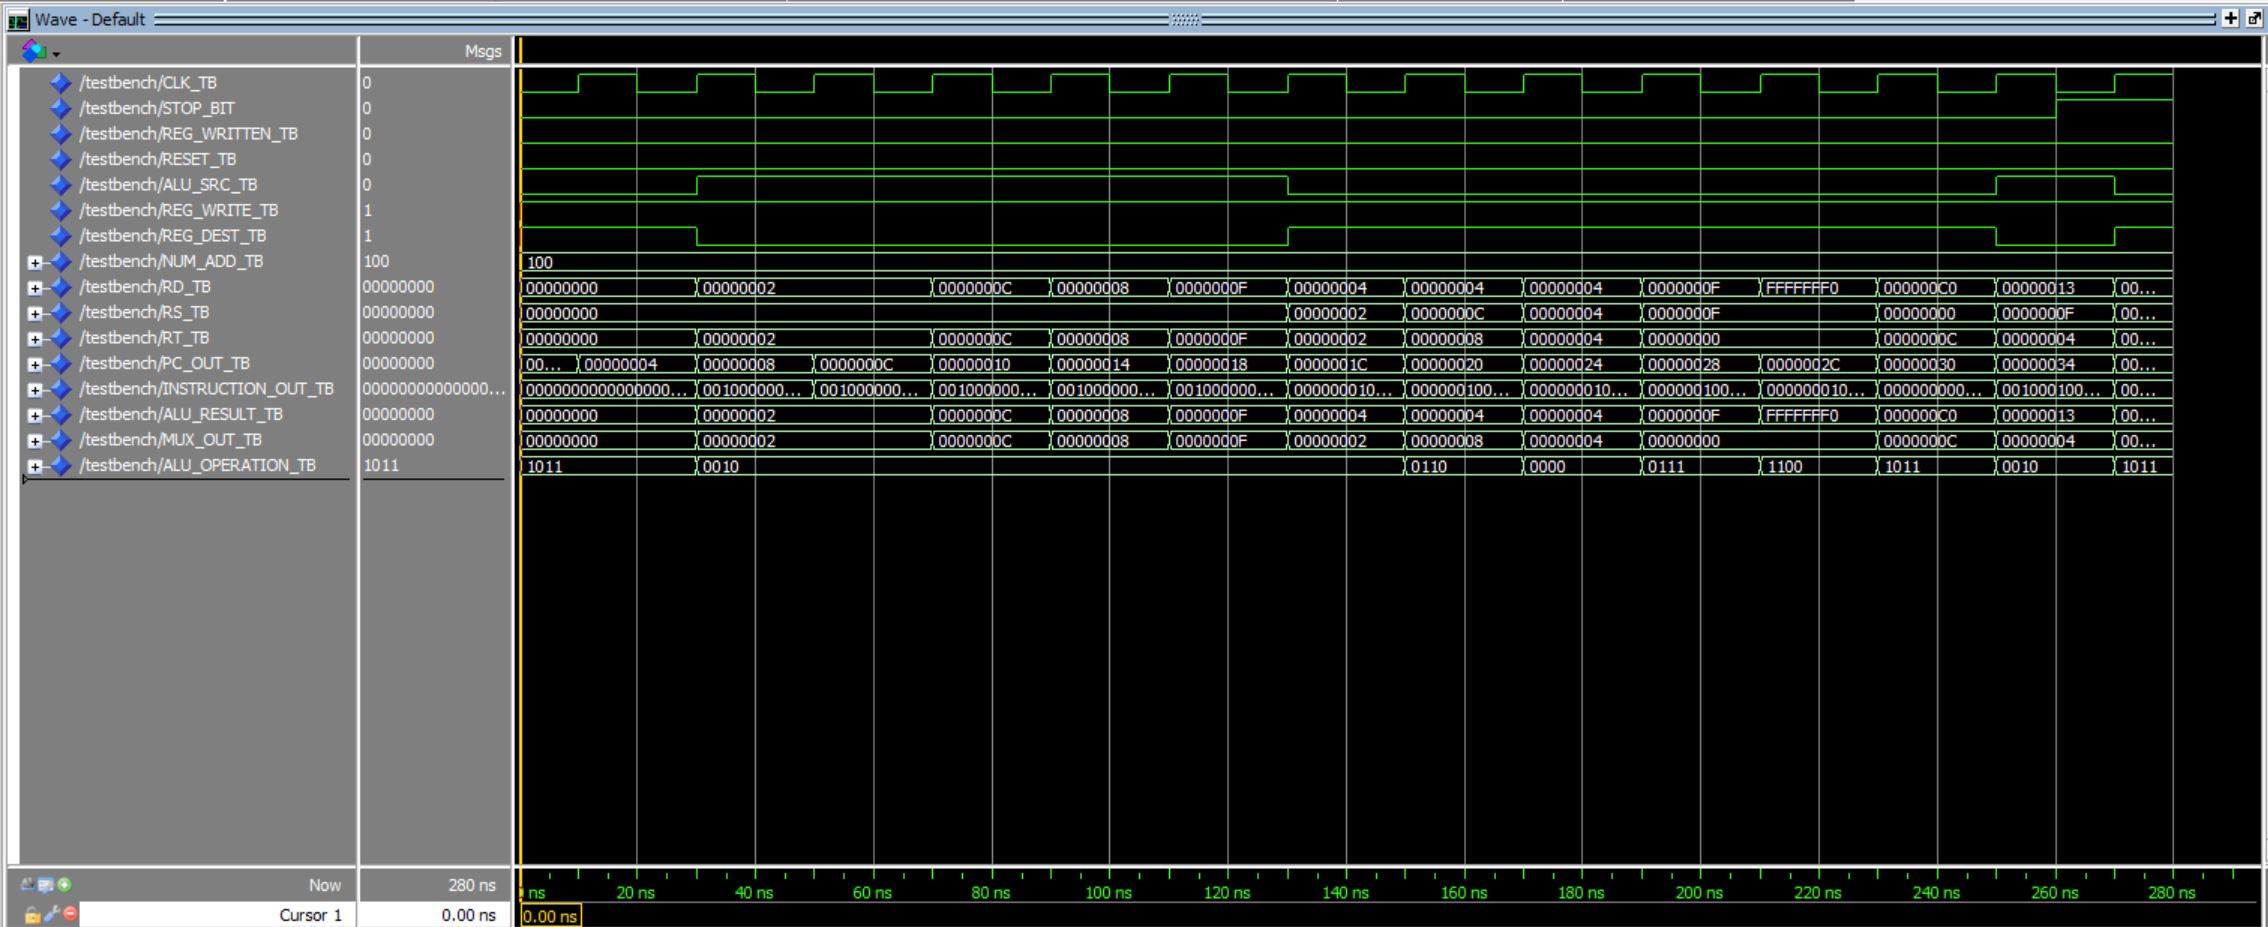 Wave - Default
Msgs
/testbench/CLK_TB 0
/testbench/STOP_BIT 0
/testbench/REG_WRITTEN_TB 0
/testbench/RESET_TB 0
/testbench/ALU_SRC_TB 0
/testbench/REG_WRITE_TB 1
/testbench/REG_DEST_TB 1
/testbench/NUM_ADD_TB 100 100
/testbench/RD_TB 00000000 00000000 00000002 0000000C 00000008 0000000F 00000004 00000004 00000004 0000000F FFFFFFF0 000000C0 00000013 00...
/testbench/RS_TB 00000000 00000000 00000002 0000000C 00000004 0000000F 00000000 0000000F 00...
/testbench/RT_TB 00000000 00000000 00000002 0000000C 00000008 0000000F 00000002 00000008 00000004 00000000 0000000C 00000004 00...
/testbench/PC_OUT_TB 00000000 00... 00000004 00000008 0000000C 00000010 00000014 00000018 0000001C 00000020 00000024 00000028 0000002C 00000030 00000034 00...
/testbench/INSTRUCTION_OUT_TB 00000000000000... 0000000000000000... 001000000... 001000000... 001000000... 001000000... 001000000... 000000010... 000000100... 000000010... 000000100... 000000010... 000000000... 001000100... 00...
/testbench/ALU_RESULT_TB 00000000 00000000 00000002 0000000C 00000008 0000000F 00000004 00000004 00000004 0000000F FFFFFFF0 000000C0 00000013 00...
/testbench/MUX_OUT_TB 00000000 00000000 00000002 0000000C 00000008 0000000F 00000002 00000008 00000004 00000000 0000000C 00000004 00...
/testbench/ALU_OPERATION_TB 1011 1011 0010 0110 0000 0111 1100 1011 0010 1011
Now 280 ns ns 20 ns 40 ns 60 ns 80 ns 100 ns 120 ns 140 ns 160 ns 180 ns 200 ns 220 ns 240 ns 260 ns 280 ns
Cursor 1 0.00 ns 0.00 ns